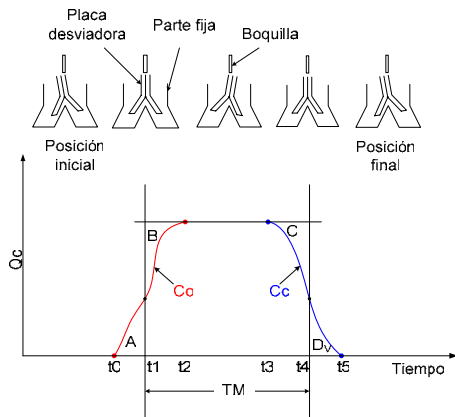 Placa
desviadora
Parte fija
Boquilla
Posición
inicial
Posición
final
Qc
B
C
Co
Cc
A
Dv
t0
t1
t2
t3
t4
t5
Tiempo
TM